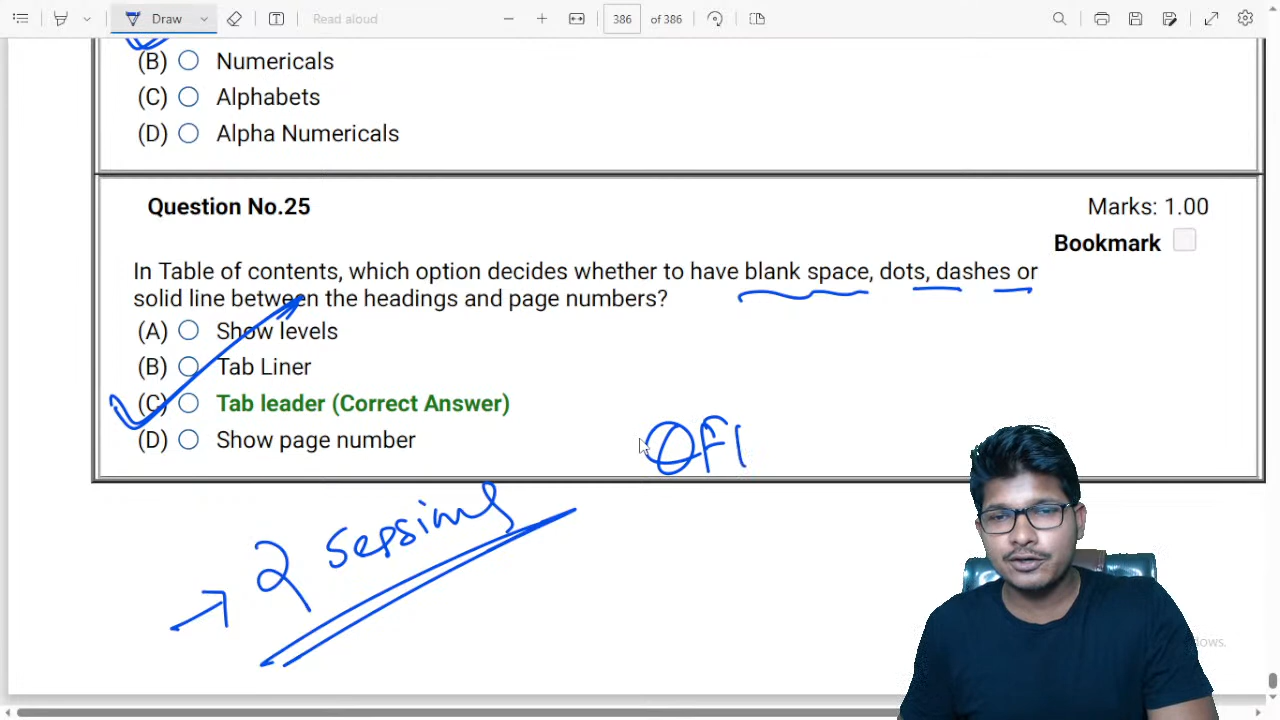 Draw
Read aloud
386 of 386
(B) Numericals
(C) Alphabets
(D) Alpha Numericals
Question No.25
Marks: 1.00
Bookmark
In Table of contents, which option decides whether to have blank space, dots, dashes or
solid line between the headings and page numbers?
(A) Show levels
(B) Tab Liner
(C) Tab leader (Correct Answer)
(D) Show page number
→ 2 sessions